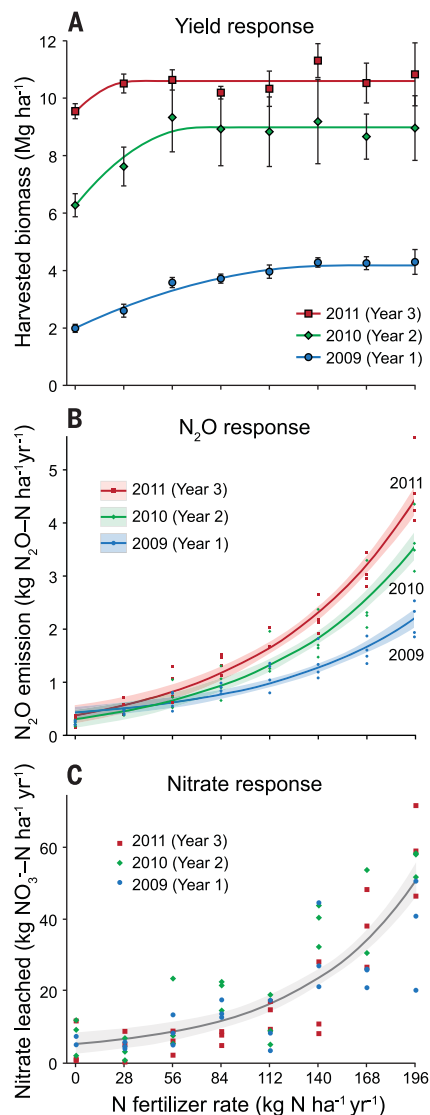 A
Yield response
Harvested biomass (Mg ha⁻¹)
12
10
8
6
4
2
0
2011 (Year 3)
2010 (Year 2)
2009 (Year 1)
B
N₂O response
N₂O emission (kg N₂O–N ha⁻¹yr⁻¹)
5
4
3
2
1
0
2011 (Year 3)
2010 (Year 2)
2009 (Year 1)
2011
2010
2009
C
Nitrate response
Nitrate leached (kg NO₃⁻–N ha⁻¹ yr⁻¹)
60
40
20
0
2011 (Year 3)
2010 (Year 2)
2009 (Year 1)
0 28 56 84 112 140 168 196
N fertilizer rate (kg N ha⁻¹ yr⁻¹)